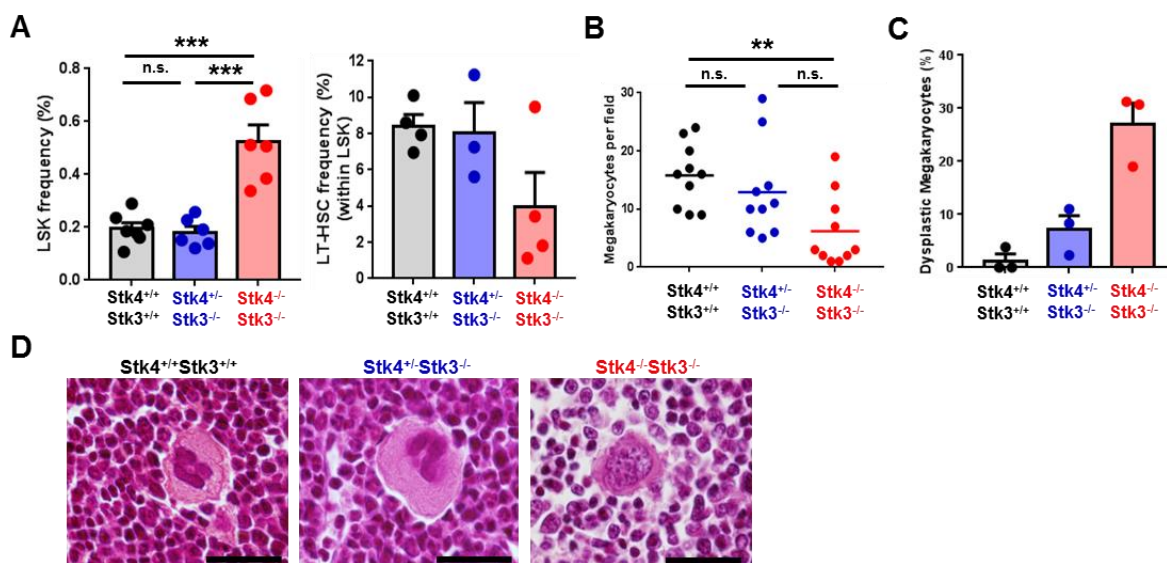 A
LSK frequency (%)
0.8
0.6
0.4
0.2
0.0
***
n.s.
***
Stk4+/+
Stk3+/+
Stk4+/-
Stk3-/-
Stk4-/-
Stk3-/-
LT-HSC frequency (%)
(within LSK)
12
10
8
6
4
2
0
Stk4+/+
Stk3+/+
Stk4+/-
Stk3-/-
Stk4-/-
Stk3-/-
B
Megakaryocytes per field
30
20
10
0
**
n.s.
n.s.
Stk4+/+
Stk3+/+
Stk4+/-
Stk3-/-
Stk4-/-
Stk3-/-
C
Dysplastic Megakaryocytes (%)
40
30
20
10
0
Stk4+/+
Stk3+/+
Stk4+/-
Stk3-/-
Stk4-/-
Stk3-/-
D
Stk4+/+Stk3+/+
Stk4+/-Stk3-/-
Stk4-/-Stk3-/-